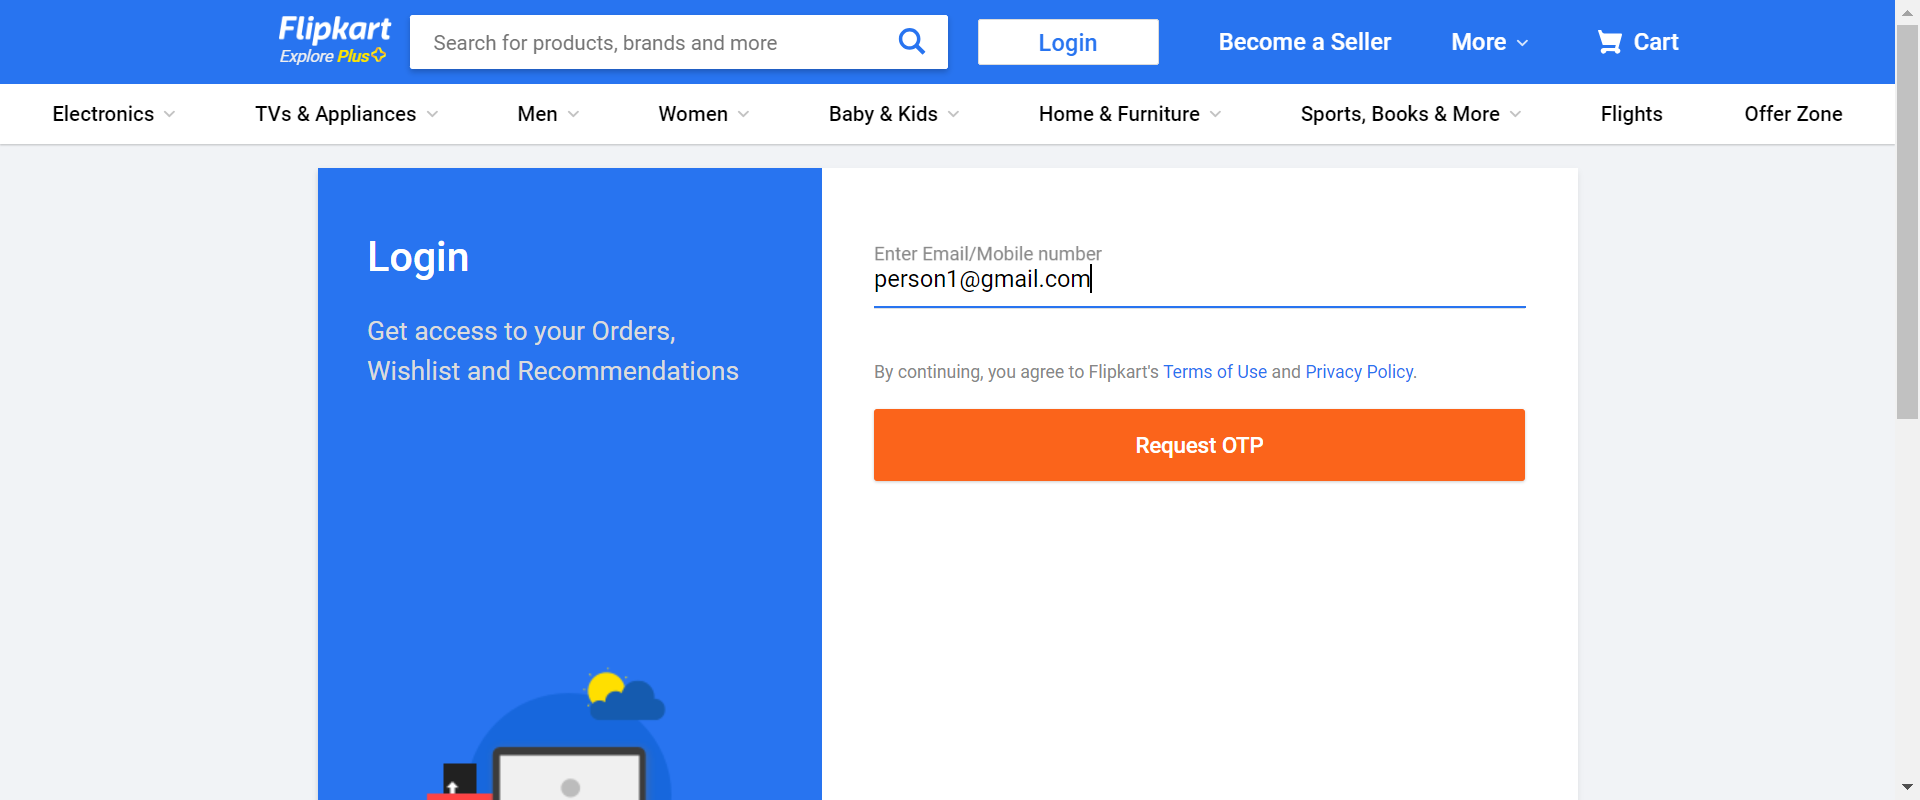 Flipkart
Explore Plus
Search for products, brands and more
Login
Become a Seller
More
Cart
Electronics
TVs & Appliances
Men
Women
Baby & Kids
Home & Furniture
Sports, Books & More
Flights
Offer Zone
Login
Get access to your Orders,
Wishlist and Recommendations
Enter Email/Mobile number
person1@gmail.com
By continuing, you agree to Flipkart's Terms of Use and Privacy Policy.
Request OTP